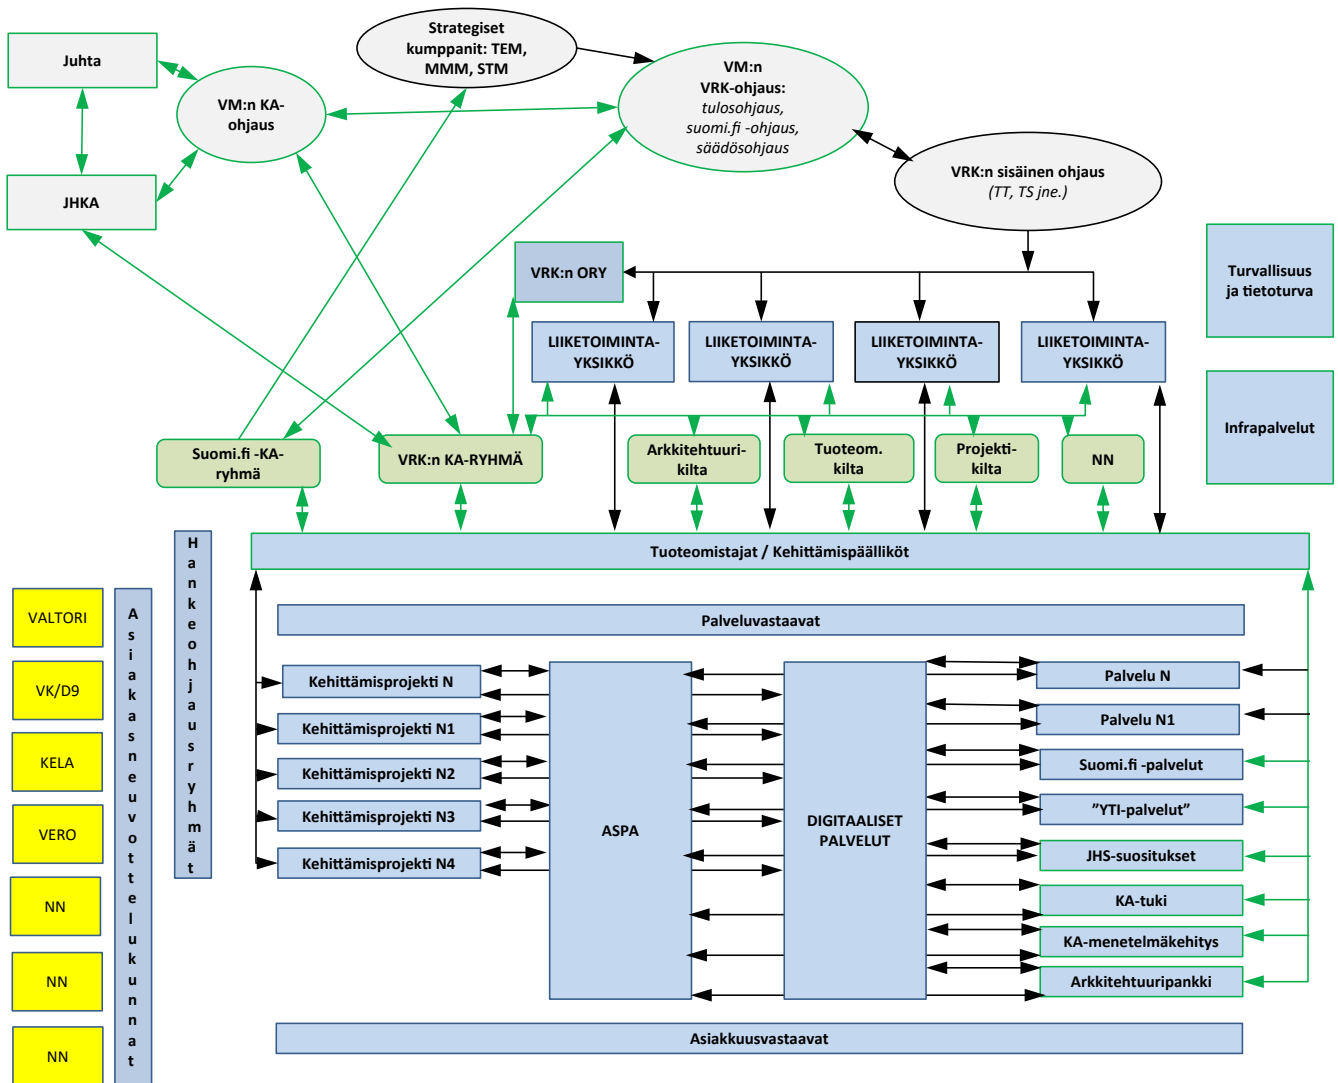 Strategiset
kumppanit: TEM,
MMM, STM
Juhta
VM:n KA-
ohjaus
VM:n
VRK-ohjaus:
tulosohjaus,
suomi.fi -ohjaus,
säädösohjaus
JHKA
VRK:n sisäinen ohjaus
(TT, TS jne.)
VRK:n ORY
Turvallisuus
ja tietoturva
LIIKETOIMINTA-
YKSIKKÖ
LIIKETOIMINTA-
YKSIKKÖ
LIIKETOIMINTA-
YKSIKKÖ
LIIKETOIMINTA-
YKSIKKÖ
Infrapalvelut
Suomi.fi -KA-
ryhmä
VRK:n KA-RYHMÄ
Arkkitehtuuri-
kilta
Tuoteom.
kilta
Projekti-
kilta
NN
Tuoteomistajat / Kehittämispäälliköt
Hankeohjausryhmät
Asiakasneuvottelukunnat
VALTORI
VK/D9
KELA
VERO
NN
NN
NN
Palveluvastaavat
Kehittämisprojekti N
Kehittämisprojekti N1
Kehittämisprojekti N2
Kehittämisprojekti N3
Kehittämisprojekti N4
ASPA
DIGITAALISET
PALVELUT
Palvelu N
Palvelu N1
Suomi.fi -palvelut
”YTI-palvelut”
JHS-suositukset
KA-tuki
KA-menetelmäkehitys
Arkkitehtuuripankki
Asiakkuusvastaavat